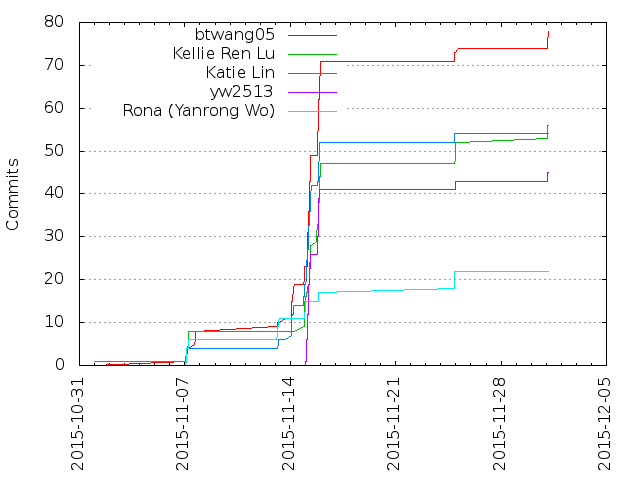 80
70
60
50
40
30
20
10
0
Commits
btwang05
Kellie Ren Lu
Katie Lin
yw2513
Rona (Yanrong Wo)
2015-10-31
2015-11-07
2015-11-14
2015-11-21
2015-11-28
2015-12-05